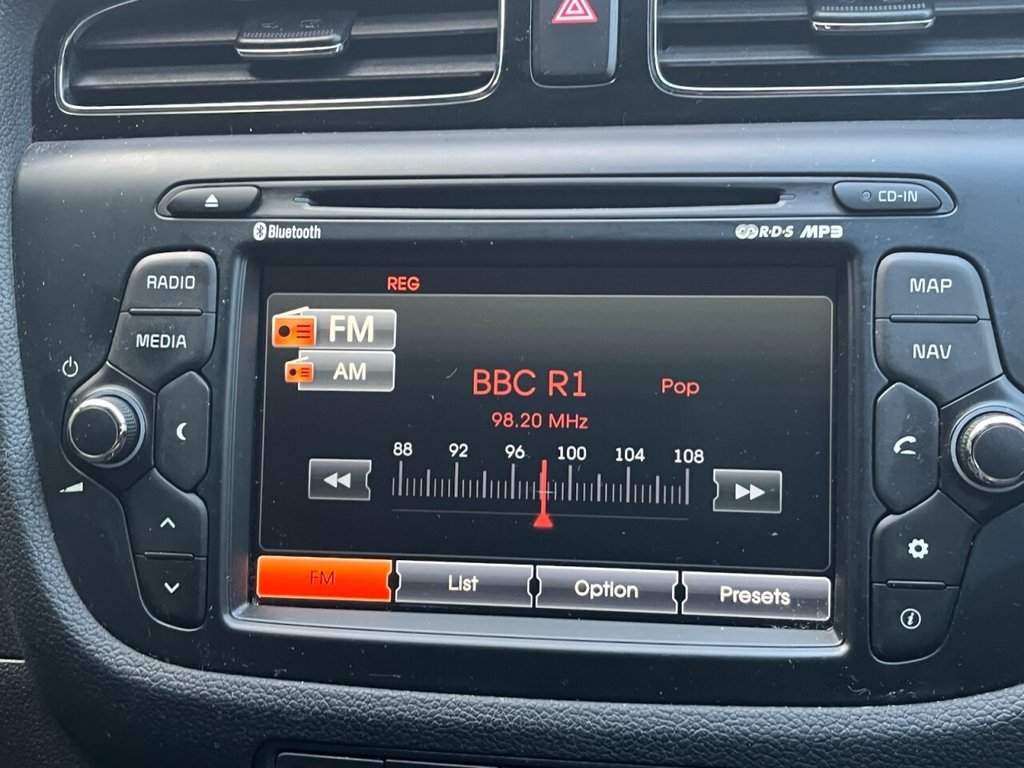 CD-IN
Bluetooth
R·D·S MP3
RADIO
MEDIA
REG
FM
AM
BBC R1
Pop
98.20 MHz
88 92 96 100 104 108
FM
List
Option
Presets
MAP
NAV